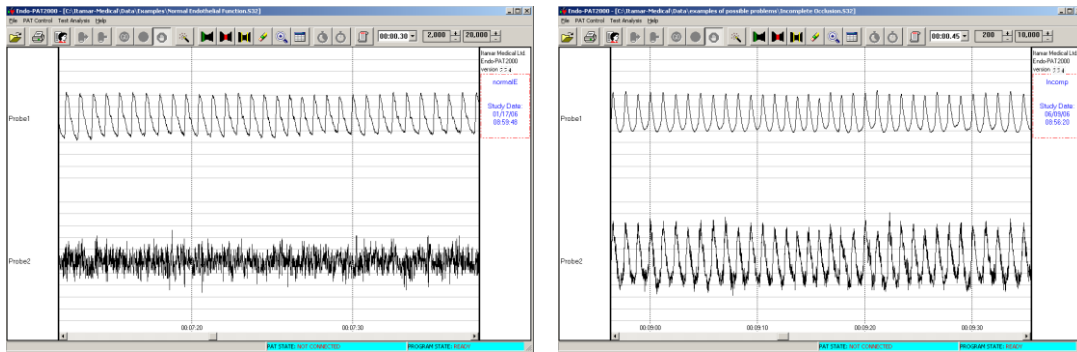 Endo-PAT2000 - [C:\Itamar-Medical\Data\Examples\Normal Endothelial Function.S32]
File PAT Control Test Analysis Help
00:00.30 2,000 20,000
Itamar Medical Ltd.
Endo-PAT2000
version
normalE
Study Date:
01/17/06
08:59:48
Probe1
Probe2
00:07:20 00:07:30
PAT STATE: NOT CONNECTED PROGRAM STATE: READY
Endo-PAT2000 - [C:\Itamar-Medical\Data\examples of possible problems\Incomplete Occlusion.S32]
File PAT Control Test Analysis Help
00:00.45 200 10,000
Itamar Medical Ltd.
Endo-PAT2000
version
Incomp
Study Date:
06/09/06
08:56:20
Probe1
Probe2
00:09:00 00:09:10 00:09:20 00:09:30
PAT STATE: NOT CONNECTED PROGRAM STATE: READY